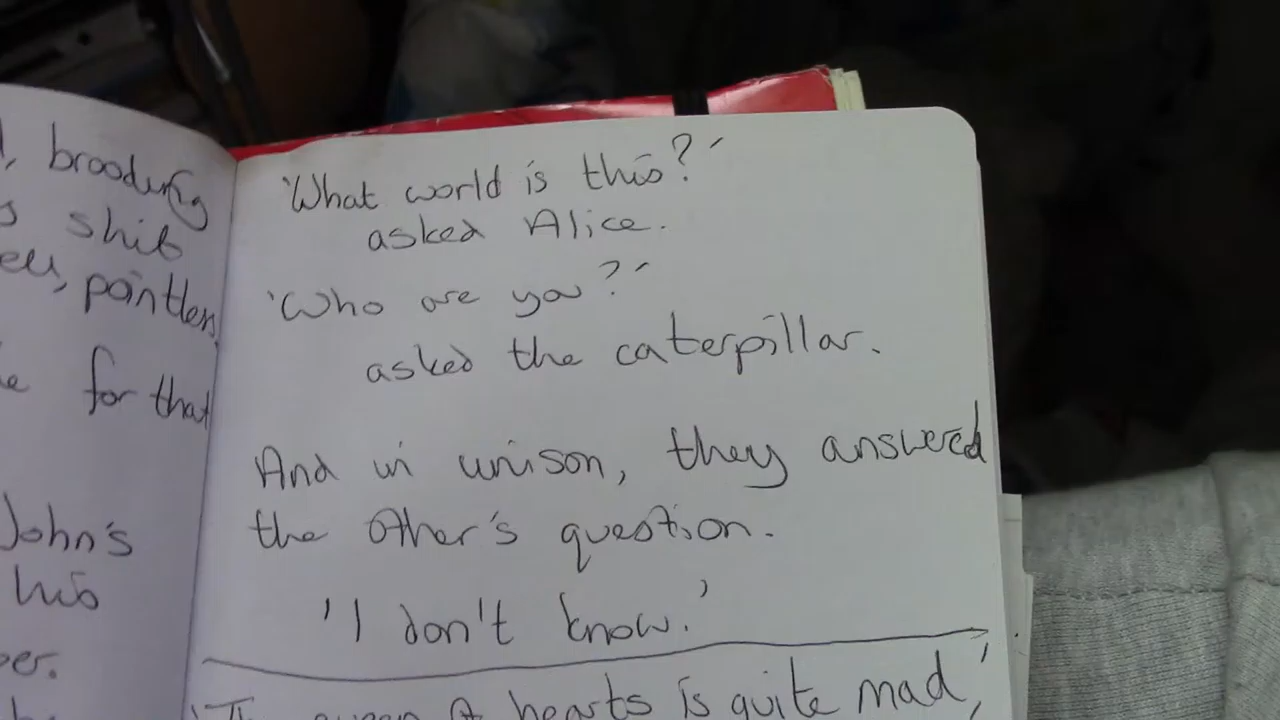 brooding
shit
pointless
for that
John's
his
'What world is this?'
asked Alice.
'Who are you?'
asked the caterpillar.
And in unison, they answered
the other's question.
'I don't know.'
hearts is quite mad,'